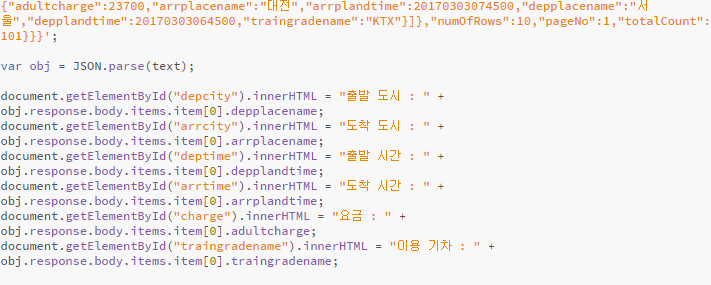 {"adultcharge":23700,"arrplacename":"대전","arrplandtime":20170303074500,"depplacename":"서
울","depplandtime":20170303064500,"traingradename":"KTX"}]},"numOfRows":10,"pageNo":1,"totalCount":
101}}}';
var obj = JSON.parse(text);
document.getElementById("depcity").innerHTML = "출발 도시 : " +
obj.response.body.items.item[0].depplacename;
document.getElementById("arrcity").innerHTML = "도착 도시 : " +
obj.response.body.items.item[0].arrplacename;
document.getElementById("deptime").innerHTML = "출발 시간 : " +
obj.response.body.items.item[0].depplandtime;
document.getElementById("arrtime").innerHTML = "도착 시간 : " +
obj.response.body.items.item[0].arrplandtime;
document.getElementById("charge").innerHTML = "요금 : " +
obj.response.body.items.item[0].adultcharge;
document.getElementById("traingradename").innerHTML = "이용 기차 : " +
obj.response.body.items.item[0].traingradename;